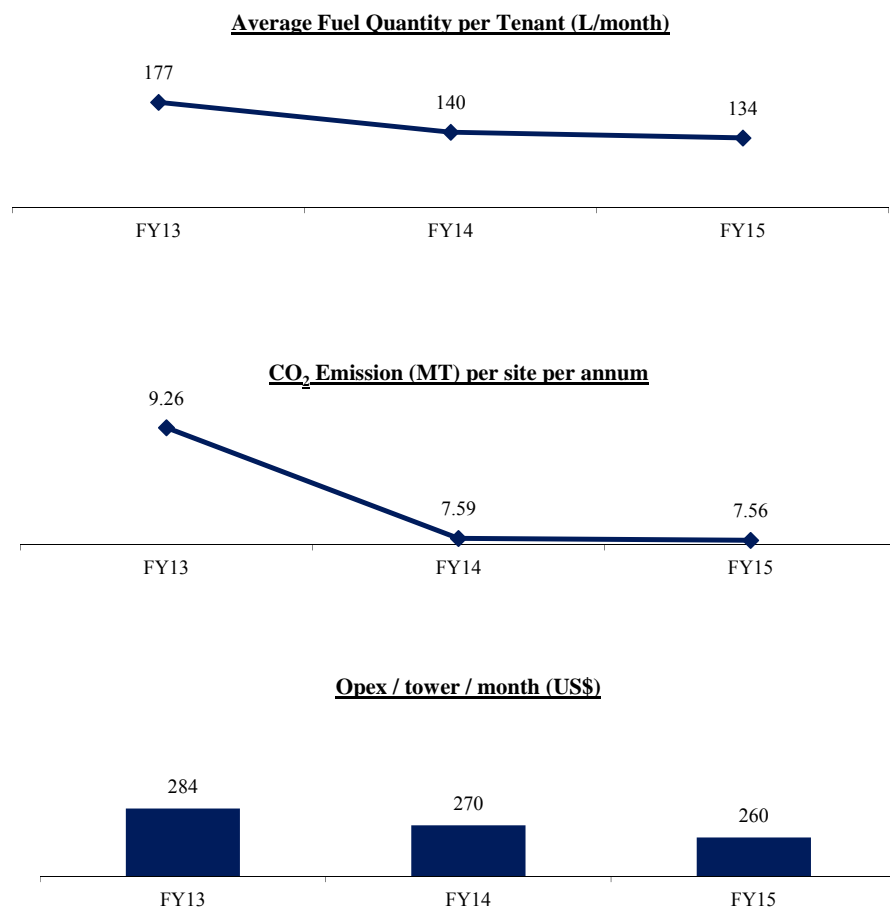 Average Fuel Quantity per Tenant (L/month)
177
140
134
FY13 FY14 FY15
CO₂ Emission (MT) per site per annum
9.26
7.59
7.56
FY13 FY14 FY15
Opex / tower / month (US$)
284
270
260
FY13 FY14 FY15